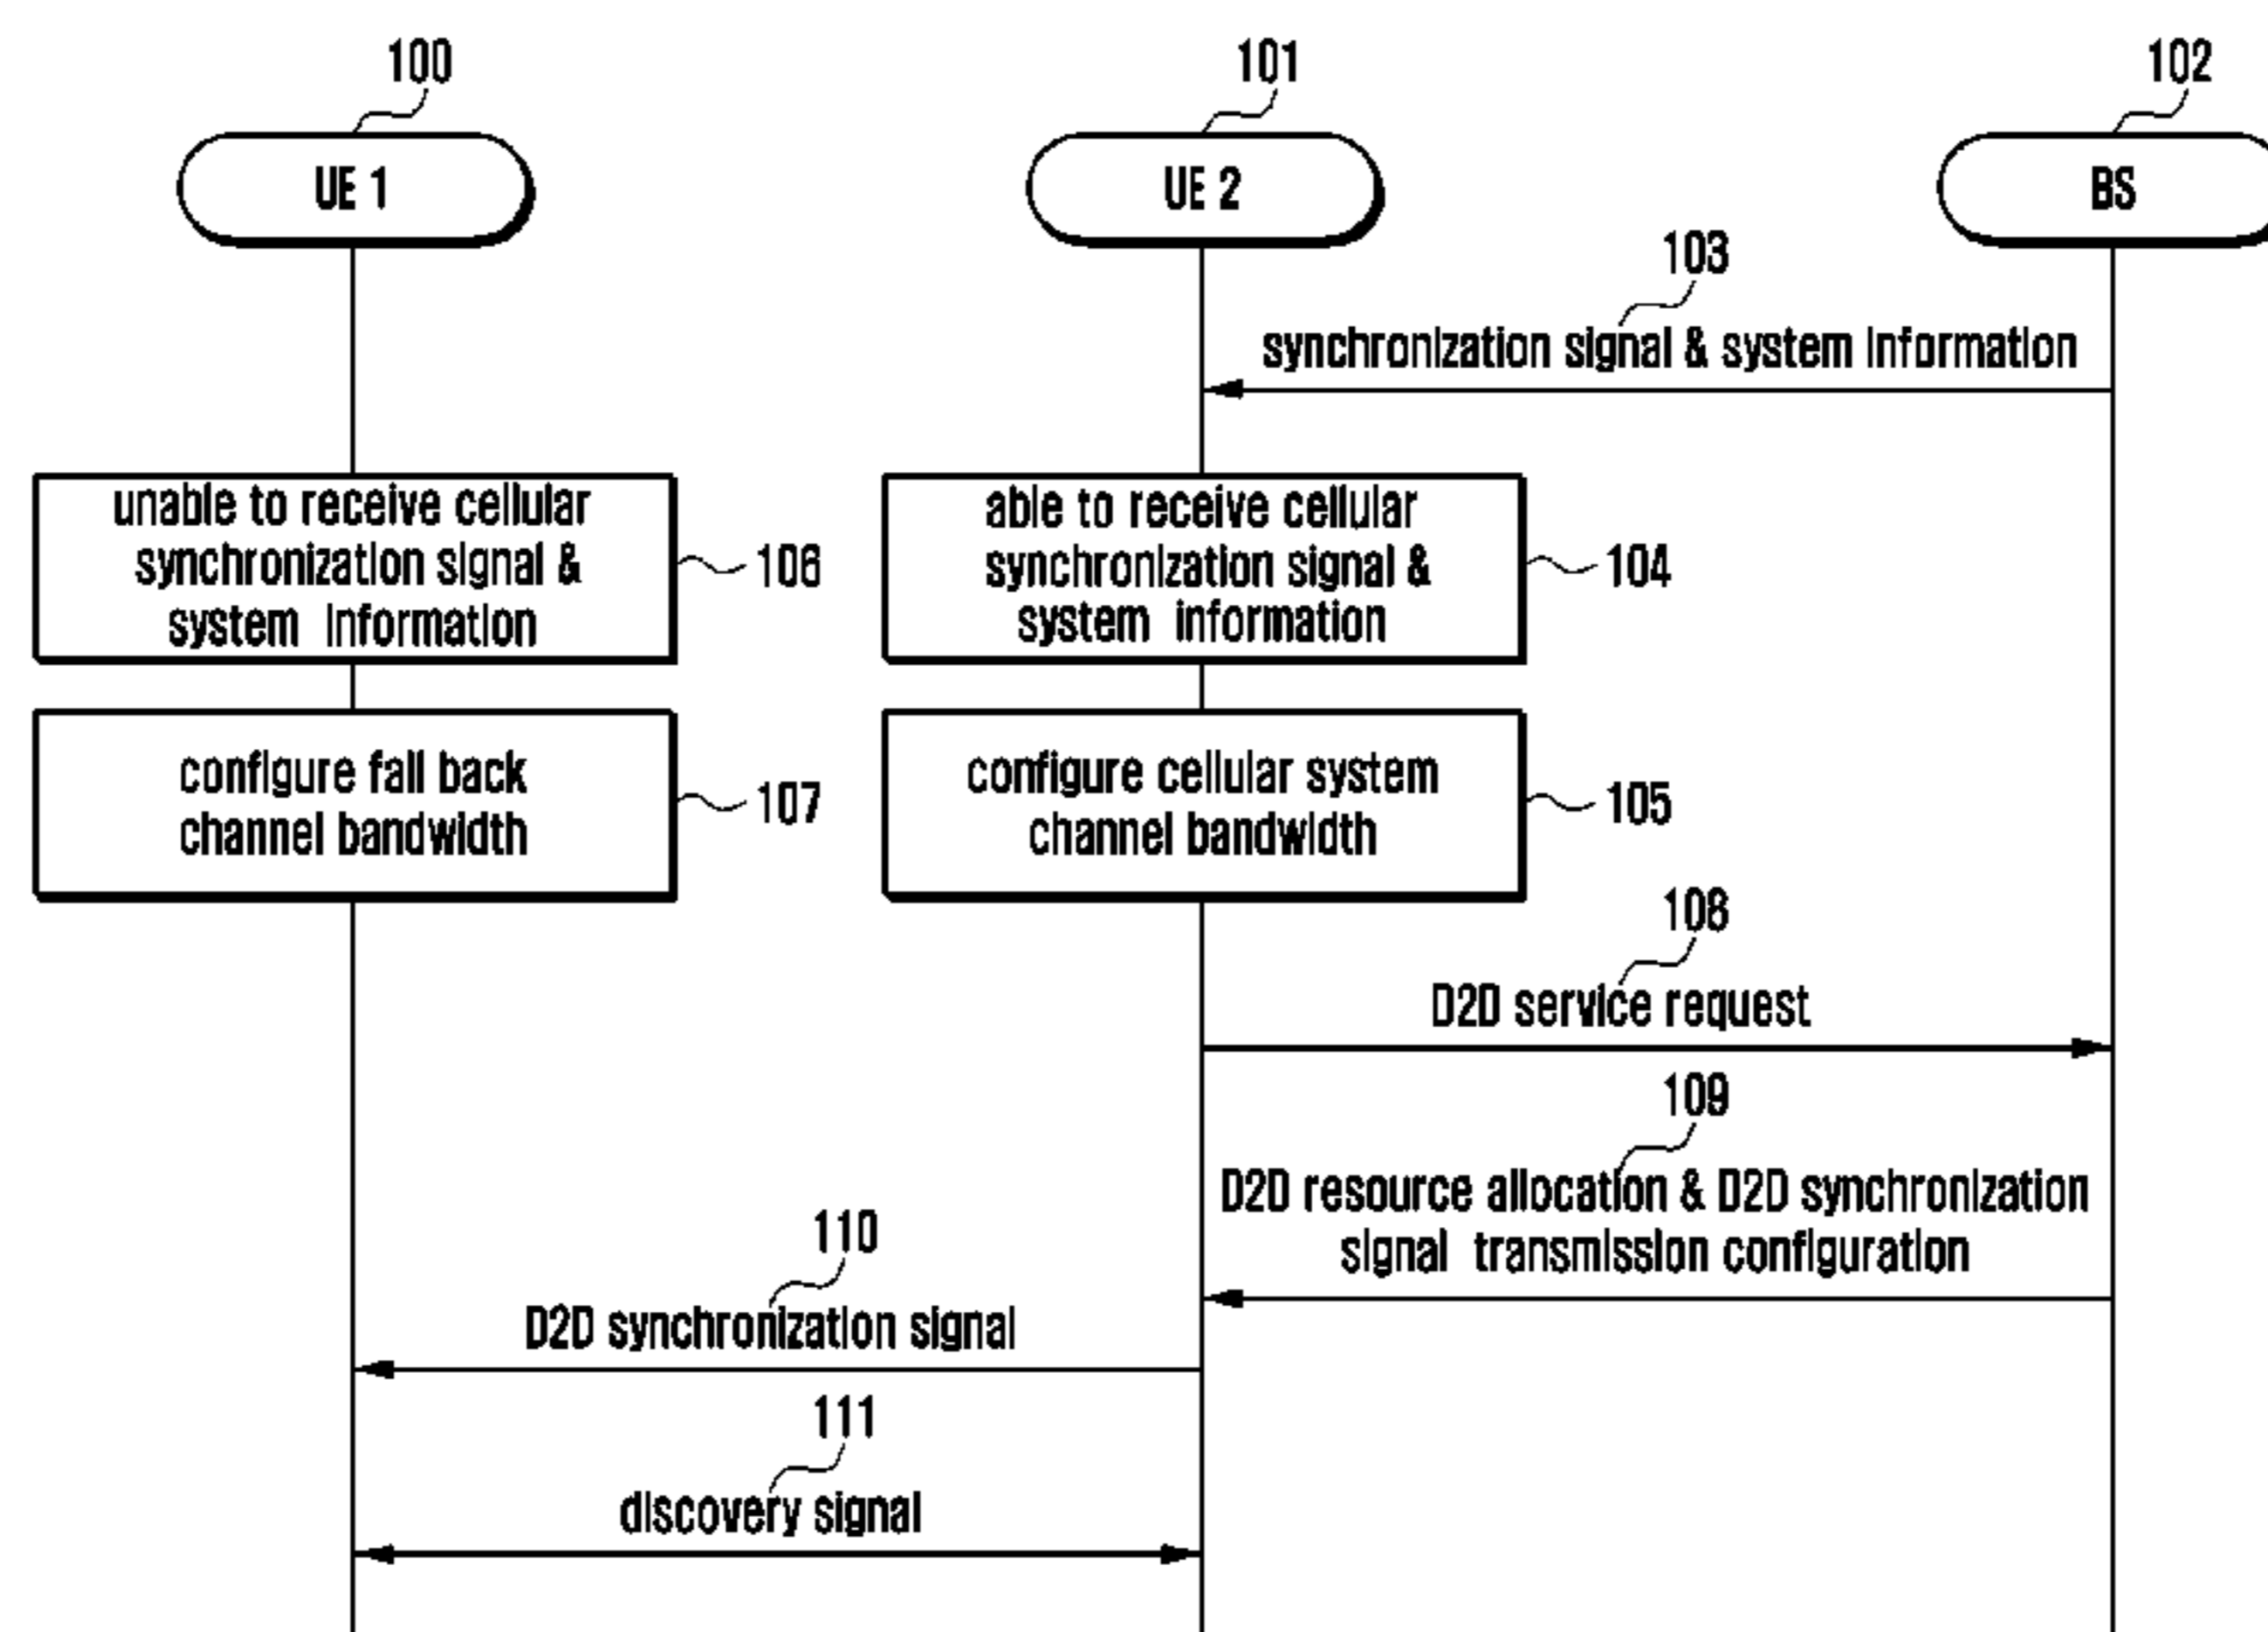 100
101
102
UE 1
UE 2
BS
103
synchronization signal & system information
unable to receive cellular
synchronization signal &
system information
106
able to receive cellular
synchronization signal &
system information
104
configure fall back
channel bandwidth
107
configure cellular system
channel bandwidth
105
108
D2D service request
109
D2D resource allocation & D2D synchronization
signal transmission configuration
110
D2D synchronization signal
111
discovery signal